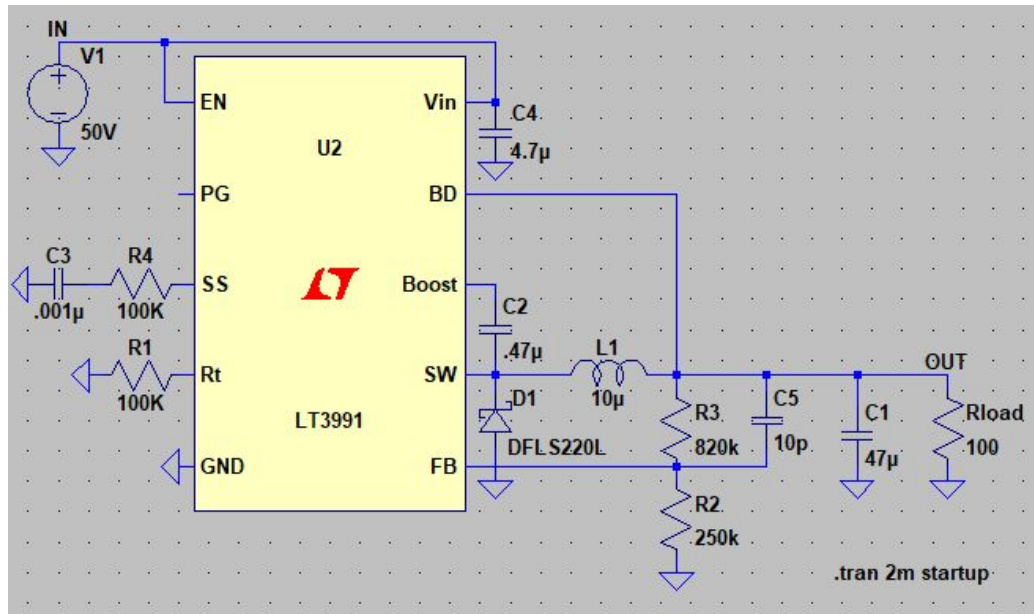 IN
V1
50V
EN
Vin
C4
4.7µ
U2
PG
BD
C3
R4
SS
Boost
.001µ
100K
C2
.47µ
R1
Rt
SW
L1
OUT
100K
10µ
D1
R3
C5
Rload
LT3991
DFLS220L
820k
10p
C1
100
47µ
GND
FB
R2
250k
.tran 2m startup